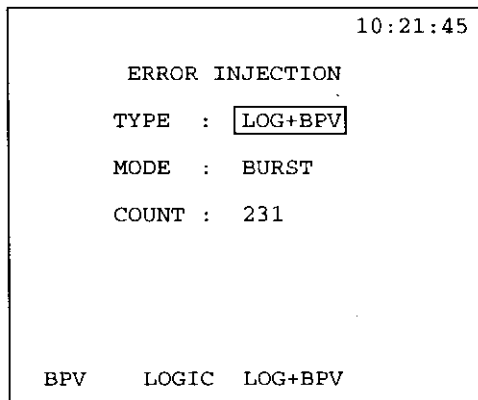 10:21:45
ERROR INJECTION
TYPE : LOG+BPV
MODE : BURST
COUNT : 231
BPV LOGIC LOG+BPV